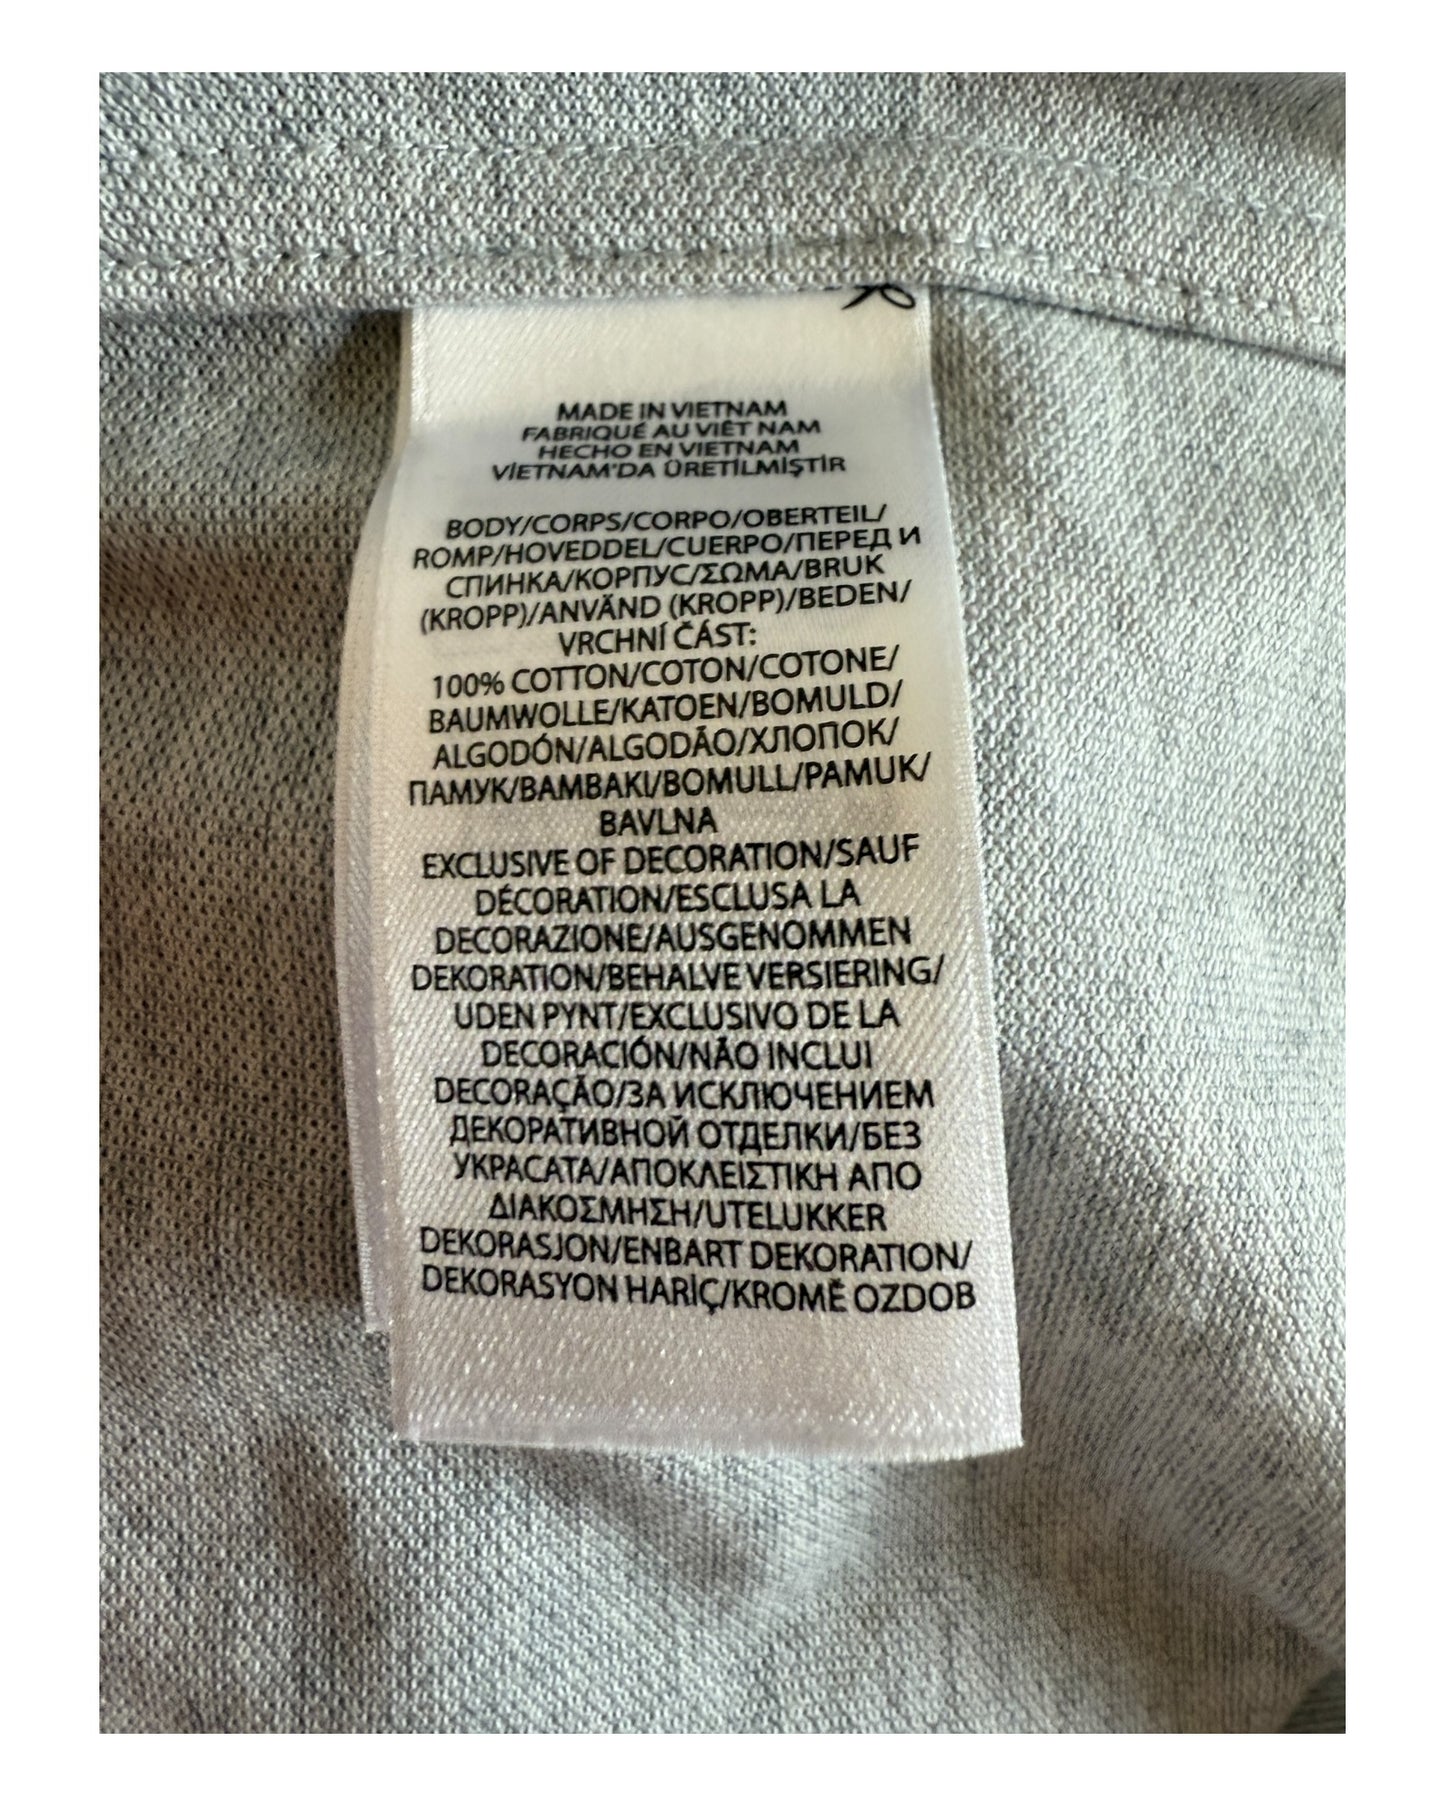 MADE IN VIETNAM
FABRIQUÉ AU VIÊT NAM
HECHO EN VIETNAM
VİETNAM'DA ÜRETİLMİŞTİR
BODY/CORPS/CORPO/OBERTEIL/
ROMP/HOVEDDEL/CUERPO/ПЕРЕД И
СПИНКА/КОРПУС/ΣΩΜΑ/BRUK
(KROPP)/ANVÄND (KROPP)/BEDEN/
VRCHNÍ ČÁST:
100% COTTON/COTON/COTONE/
BAUMWOLLE/KATOEN/BOMULD/
ALGODÓN/ALGODÃO/ХЛОПОК/
ПАМУК/BAMBAKI/BOMULL/PAMUK/
BAVLNA
EXCLUSIVE OF DECORATION/SAUF
DÉCORATION/ESCLUSA LA
DECORAZIONE/AUSGENOMMEN
DEKORATION/BEHALVE VERSIERING/
UDEN PYNT/EXCLUSIVO DE LA
DECORACIÓN/NÃO INCLUI
DECORAÇÃO/ЗА ИСКЛЮЧЕНИЕМ
ДЕКОРАТИВНОЙ ОТДЕЛКИ/БЕЗ
УКРАСАТА/ΑΠΟΚΛΕΙΣΤΙΚΗ ΑΠΟ
ΔΙΑΚΟΣΜΗΣΗ/UTELUKKER
DEKORASJON/ENBART DEKORATION/
DEKORASYON HARİÇ/KROMĚ OZDOB